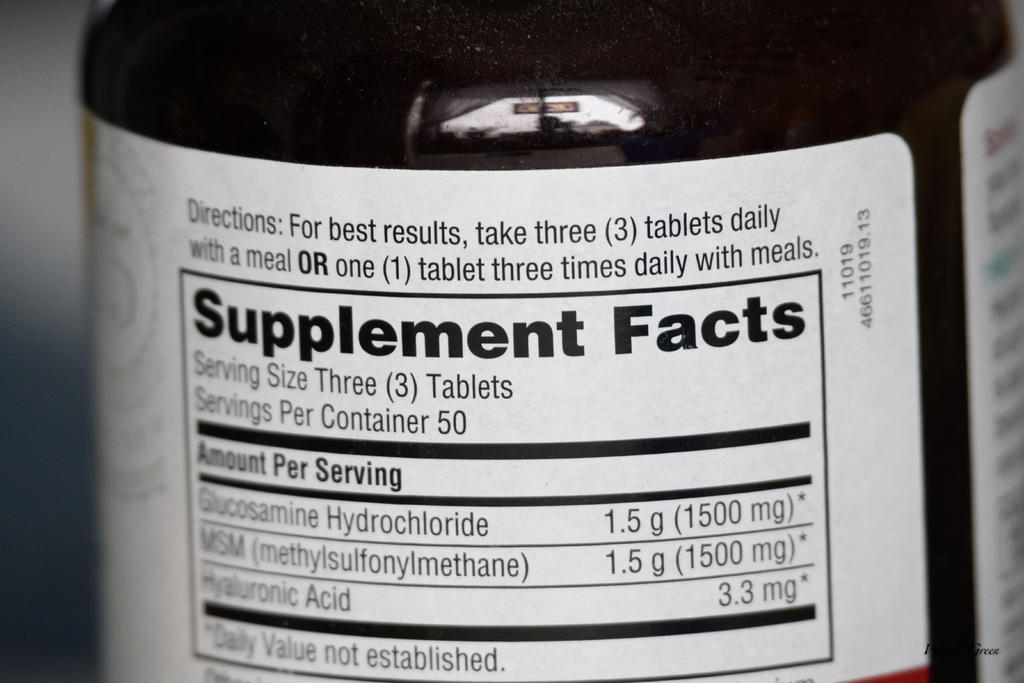 Directions: For best results, take three (3) tablets daily
with a meal OR one (1) tablet three times daily with meals.
11019
46611019.13
Supplement Facts
Serving Size Three (3) Tablets
Servings Per Container 50
Amount Per Serving
Glucosamine Hydrochloride 1.5 g (1500 mg)*
MSM (methylsulfonylmethane) 1.5 g (1500 mg)*
Hyaluronic Acid 3.3 mg*
*Daily Value not established.
Green